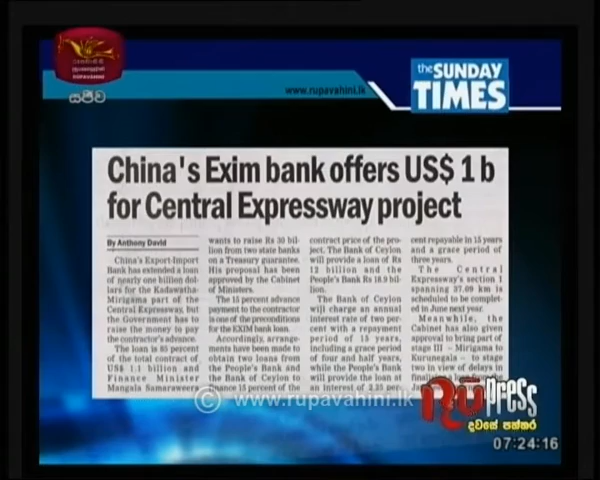 www.rupavahini.lk
the SUNDAY
TIMES
සජීව
China's Exim bank offers US$ 1 b
for Central Expressway project
By Anthony David
China's Export-Import
Bank has extended a loan
of nearly one billion dol-
lars for the Kadawatha-
Mirigama part of the
Central Expressway, but
the Government has to
raise the money to pay
the contractor's advance.
The loan is 85 percent
of the total contract of
US$ 1.1 billion and
Finance Minister
Mangala Samaraweera
wants to raise Rs 30 bil-
lion from two state banks
on a Treasury guarantee.
His proposal has been
approved by the Cabinet
of Ministers.
The 15 percent advance
payment to the contractor
is one of the preconditions
for the EXIM bank loan.
Accordingly, arrange-
ments have been made to
obtain two loans from
the People's Bank and
the Bank of Ceylon to
finance 15 percent of the
contract price of the pro-
ject. The Bank of Ceylon
will provide a loan of Rs
12 billion and the
People's Bank Rs 18.9 bil-
lion.
The Bank of Ceylon
will charge an annual
interest rate of two per-
cent with a repayment
period of 15 years,
including a grace period
of four and half years,
while the People's Bank
will provide the loan at
an interest of 2.25 per-
cent repayable in 15 years
and a grace period of
three years.
The Central
Expressway's section 1
spanning 37.09 km is
scheduled to be complet-
ed in June next year.
Meanwhile, the
Cabinet has also given
approval to bring part of
stage III – Mirigama to
Kurunegala – to stage
two in view of delays in
© www.rupavahini.lk
Press
දවසේ පත්තර
07:24:16